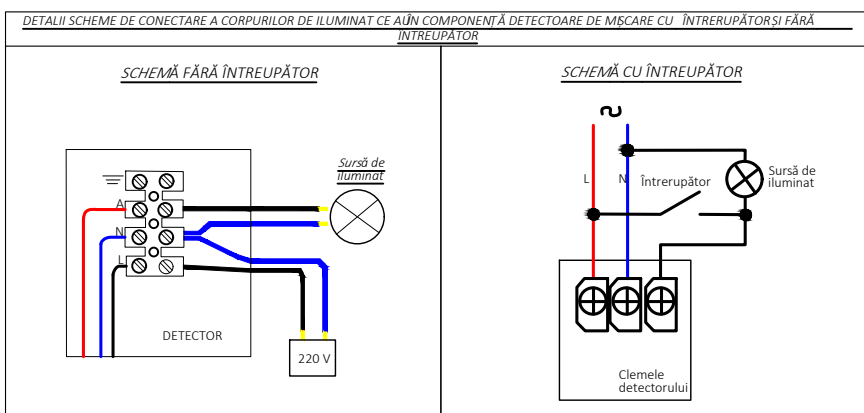 DETALII SCHEME DE CONECTARE A CORPURILOR DE ILUMINAT CE AU ÎN COMPONENȚĂ DETECTOARE DE MIȘCARE CU ÎNTRERUPĂTOR ȘI FĂRĂ
ÎNTREUPĂTOR
SCHEMĂ FĂRĂ ÎNTREUPĂTOR
SCHEMĂ CU ÎNTREUPĂTOR
Sursă de
iluminat
A
N
L
DETECTOR
220 V
L
N
Întrerupător
Sursă de
iluminat
Clemele
detectorului